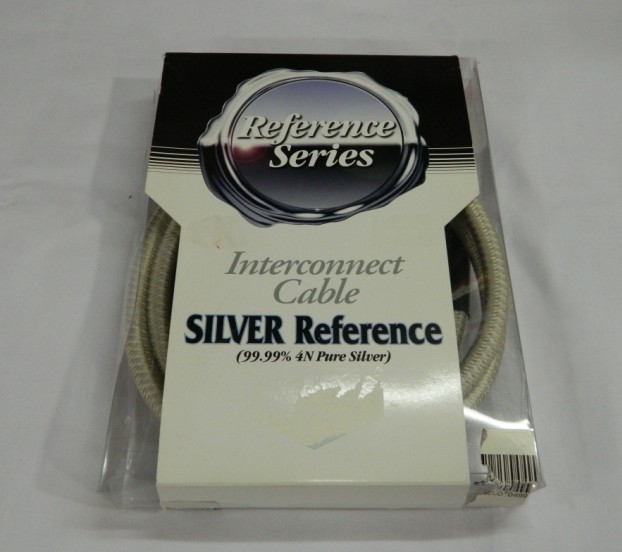 Reference
Series
Interconnect
Cable
SILVER Reference
(99.99% 4N Pure Silver)